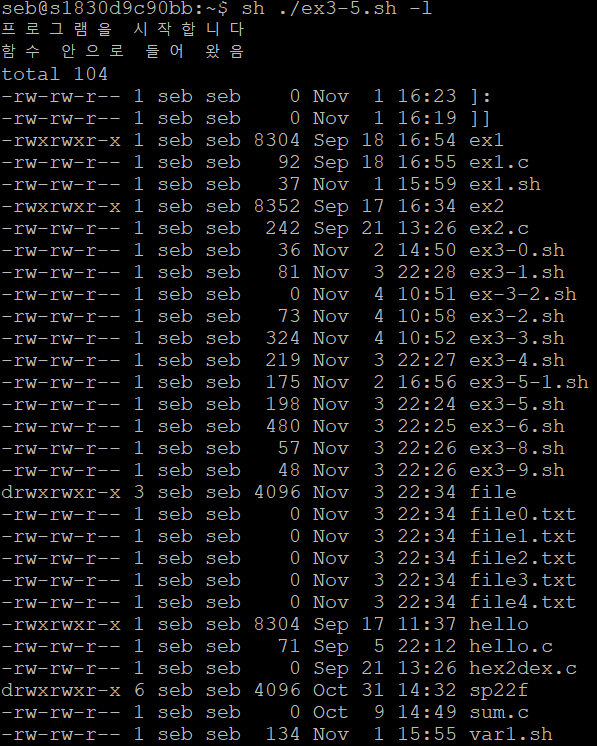 seb@s1830d9c90bb:~$ sh ./ex3-5.sh -l
프로그램을 시작합니다
함수 안으로 들어 왔음
total 104
-rw-rw-r-- 1 seb seb    0 Nov  1 16:23 ]:
-rw-rw-r-- 1 seb seb    0 Nov  1 16:19 ]]
-rwxrwxr-x 1 seb seb 8304 Sep 18 16:54 ex1
-rw-rw-r-- 1 seb seb   92 Sep 18 16:55 ex1.c
-rw-rw-r-- 1 seb seb   37 Nov  1 15:59 ex1.sh
-rwxrwxr-x 1 seb seb 8352 Sep 17 16:34 ex2
-rw-rw-r-- 1 seb seb  242 Sep 21 13:26 ex2.c
-rw-rw-r-- 1 seb seb   36 Nov  2 14:50 ex3-0.sh
-rw-rw-r-- 1 seb seb   81 Nov  3 22:28 ex3-1.sh
-rw-rw-r-- 1 seb seb    0 Nov  4 10:51 ex-3-2.sh
-rw-rw-r-- 1 seb seb   73 Nov  4 10:58 ex3-2.sh
-rw-rw-r-- 1 seb seb  324 Nov  4 10:52 ex3-3.sh
-rw-rw-r-- 1 seb seb  219 Nov  3 22:27 ex3-4.sh
-rw-rw-r-- 1 seb seb  175 Nov  2 16:56 ex3-5-1.sh
-rw-rw-r-- 1 seb seb  198 Nov  3 22:24 ex3-5.sh
-rw-rw-r-- 1 seb seb  480 Nov  3 22:25 ex3-6.sh
-rw-rw-r-- 1 seb seb   57 Nov  3 22:26 ex3-8.sh
-rw-rw-r-- 1 seb seb   48 Nov  3 22:26 ex3-9.sh
drwxrwxr-x 3 seb seb 4096 Nov  3 22:34 file
-rw-rw-r-- 1 seb seb    0 Nov  3 22:34 file0.txt
-rw-rw-r-- 1 seb seb    0 Nov  3 22:34 file1.txt
-rw-rw-r-- 1 seb seb    0 Nov  3 22:34 file2.txt
-rw-rw-r-- 1 seb seb    0 Nov  3 22:34 file3.txt
-rw-rw-r-- 1 seb seb    0 Nov  3 22:34 file4.txt
-rwxrwxr-x 1 seb seb 8304 Sep 17 11:37 hello
-rw-rw-r-- 1 seb seb   71 Sep  5 22:12 hello.c
-rw-rw-r-- 1 seb seb    0 Sep 21 13:26 hex2dex.c
drwxrwxr-x 6 seb seb 4096 Oct 31 14:32 sp22f
-rw-rw-r-- 1 seb seb    0 Oct  9 14:49 sum.c
-rw-rw-r-- 1 seb seb  134 Nov  1 15:55 var1.sh